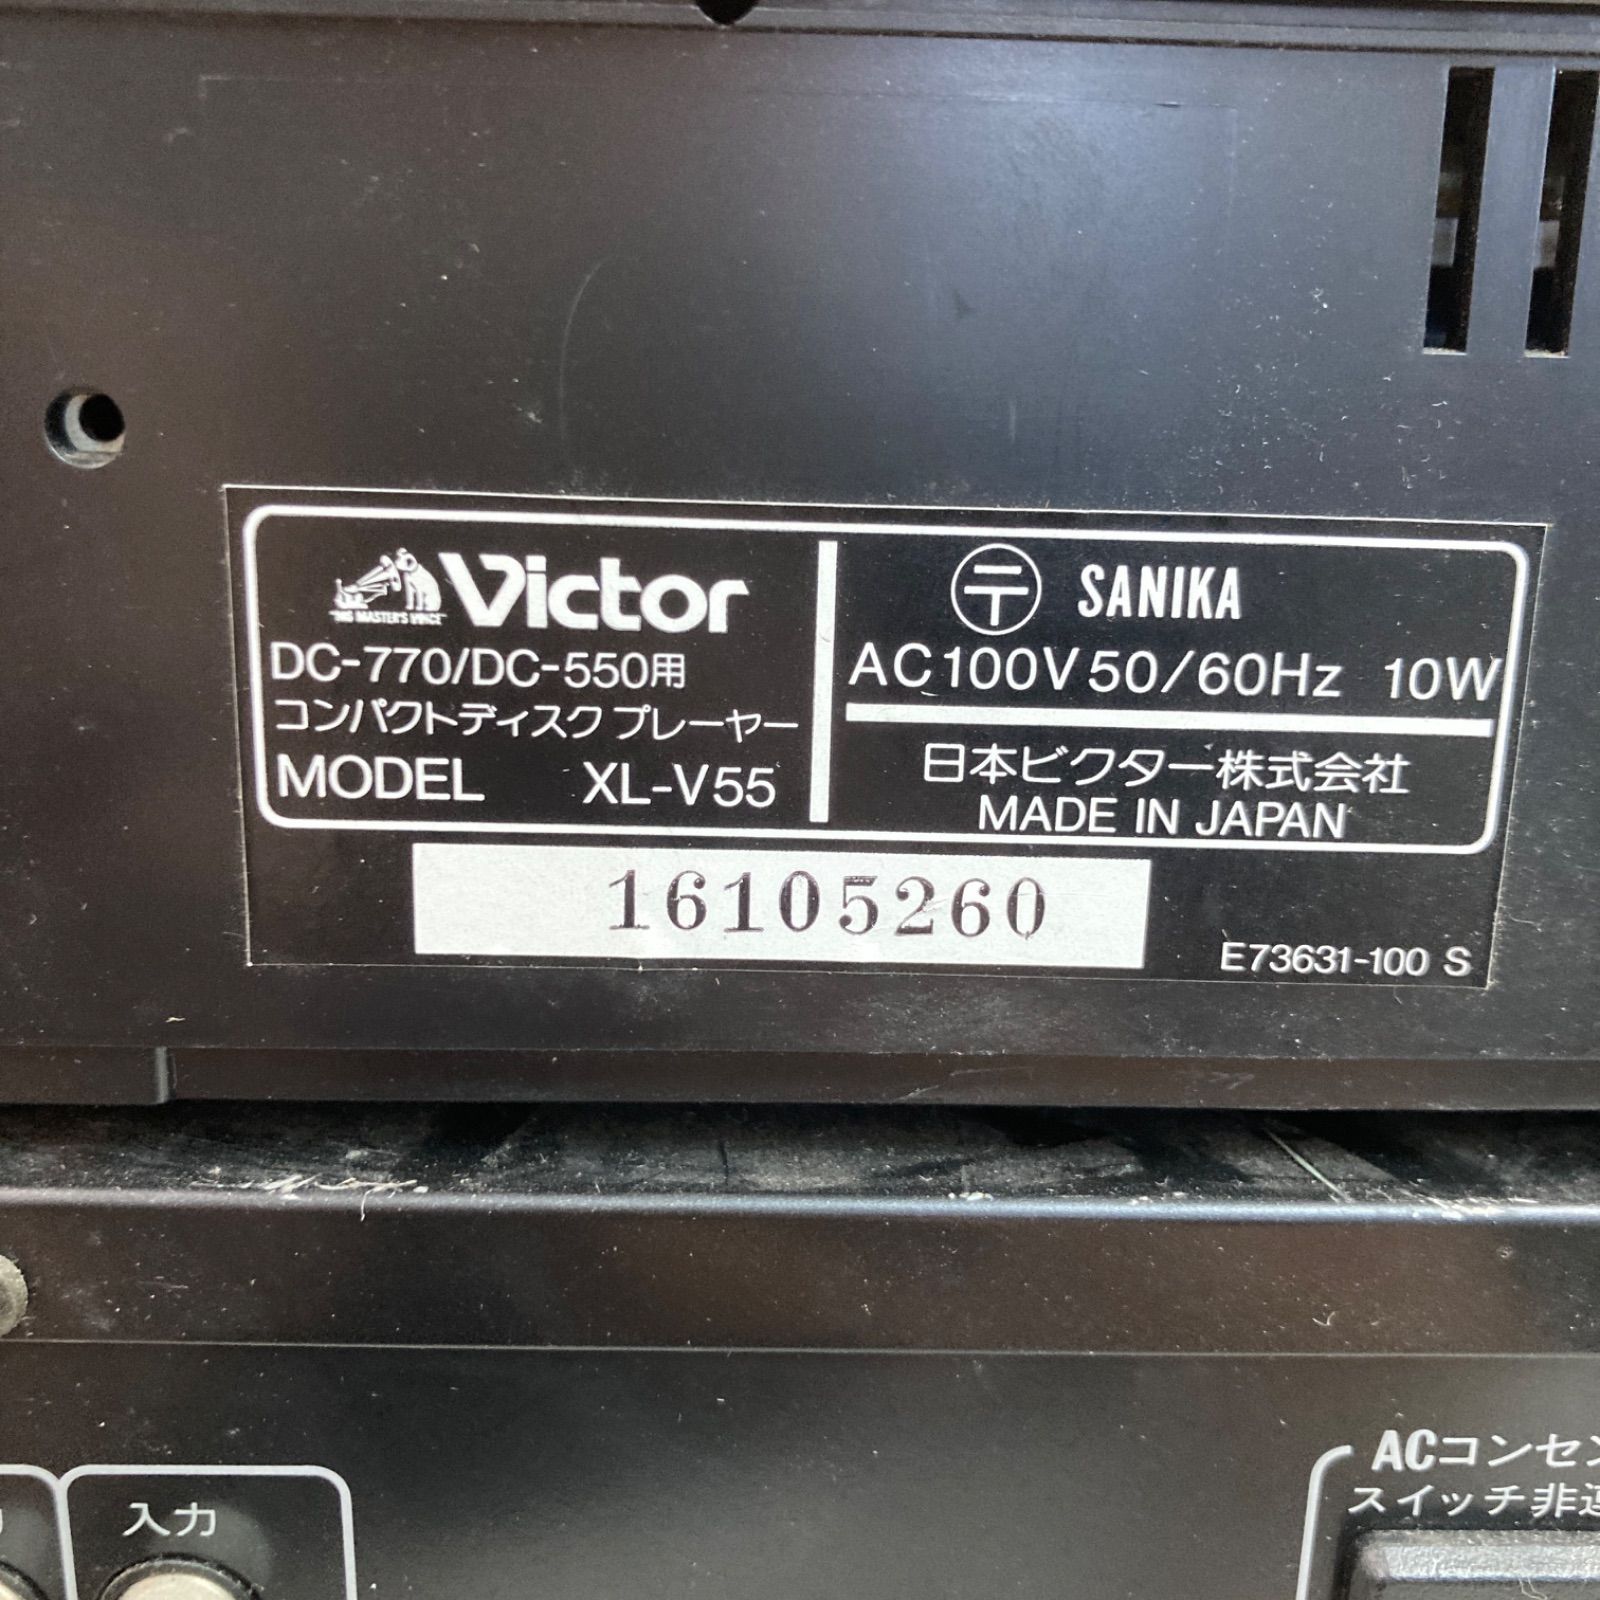 "HIS MASTER'S VOICE" Victor
DC-770/DC-550用
コンパクトディスク プレーヤー
MODEL XL-V55
〒 SANIKA
AC100V 50/60Hz 10W
日本ビクター株式会社
MADE IN JAPAN
16105260
E73631-100 S
入力
ACコンセン
スイッチ非連